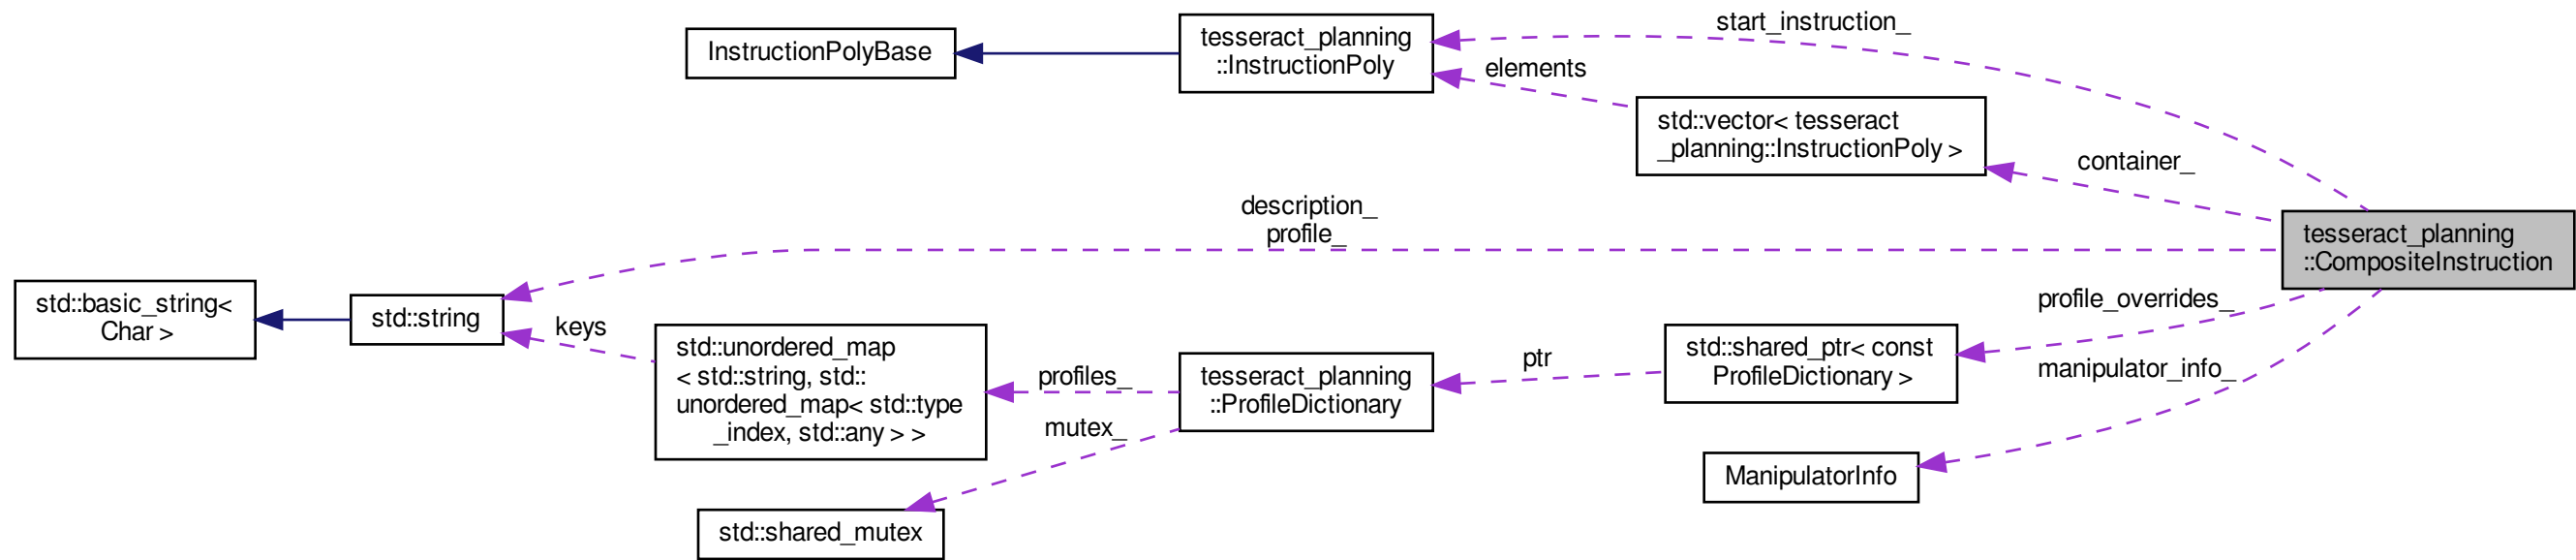 start_instruction_
InstructionPolyBase
tesseract_planning
::InstructionPoly
elements
std::vector< tesseract
_planning::InstructionPoly >
container_
description_
profile_
tesseract_planning
::CompositeInstruction
std::basic_string<
Char >
std::string
keys
std::unordered_map
< std::string, std::
unordered_map< std::type
_index, std::any > >
profiles_
mutex_
tesseract_planning
::ProfileDictionary
ptr
std::shared_ptr< const
ProfileDictionary >
profile_overrides_
manipulator_info_
ManipulatorInfo
std::shared_mutex